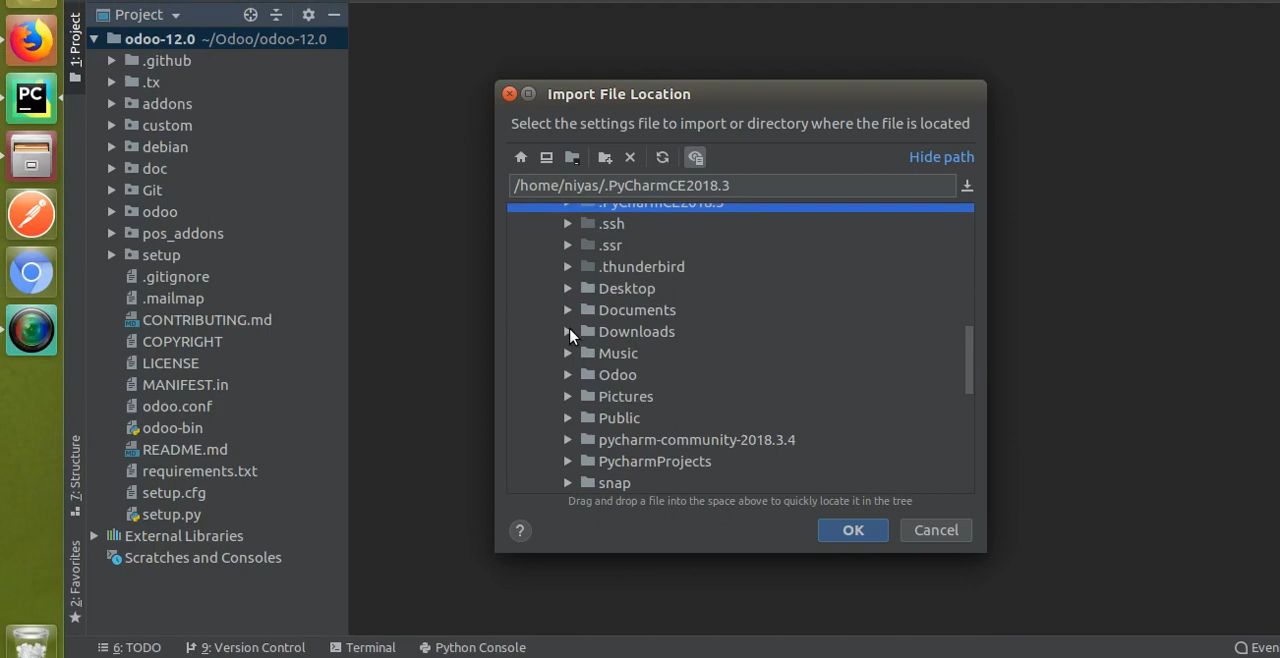 Project
1: Project
odoo-12.0 ~/Odoo/odoo-12.0
.github
.tx
addons
custom
debian
doc
Git
odoo
pos_addons
setup
.gitignore
.mailmap
CONTRIBUTING.md
COPYRIGHT
LICENSE
MANIFEST.in
odoo.conf
odoo-bin
README.md
requirements.txt
setup.cfg
setup.py
External Libraries
Scratches and Consoles
7: Structure
2: Favorites
PC
Import File Location
Select the settings file to import or directory where the file is located
Hide path
/home/niyas/.PyCharmCE2018.3
.PyCharmCE2018.3
.ssh
.ssr
.thunderbird
Desktop
Documents
Downloads
Music
Odoo
Pictures
Public
pycharm-community-2018.3.4
PycharmProjects
snap
Drag and drop a file into the space above to quickly locate it in the tree
?
OK
Cancel
6: TODO
9: Version Control
Terminal
Python Console
Even